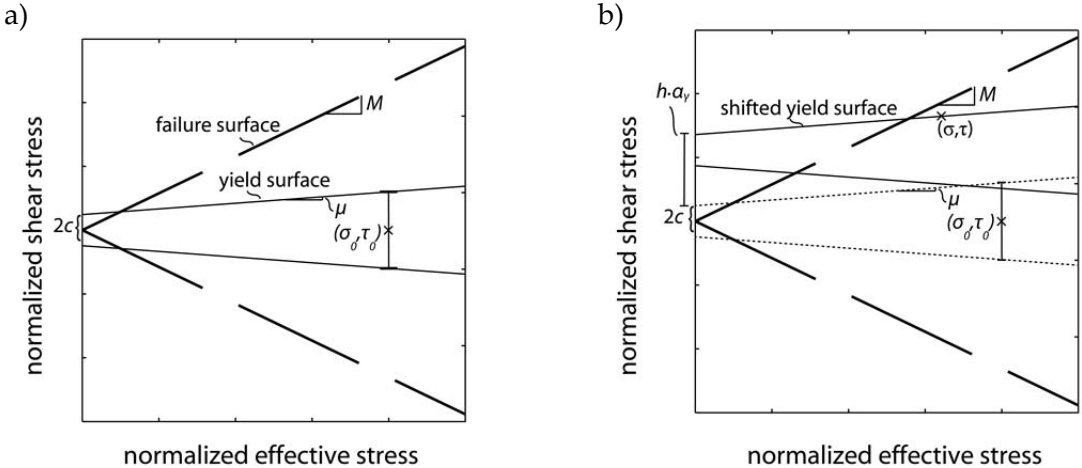 a)
normalized shear stress
failure surface
M
yield surface
μ
2c
(σ₀,τ₀)
normalized effective stress
b)
normalized shear stress
h·αᵧ
shifted yield surface
M
(σ,τ)
2c
μ
(σ₀,τ₀)
normalized effective stress